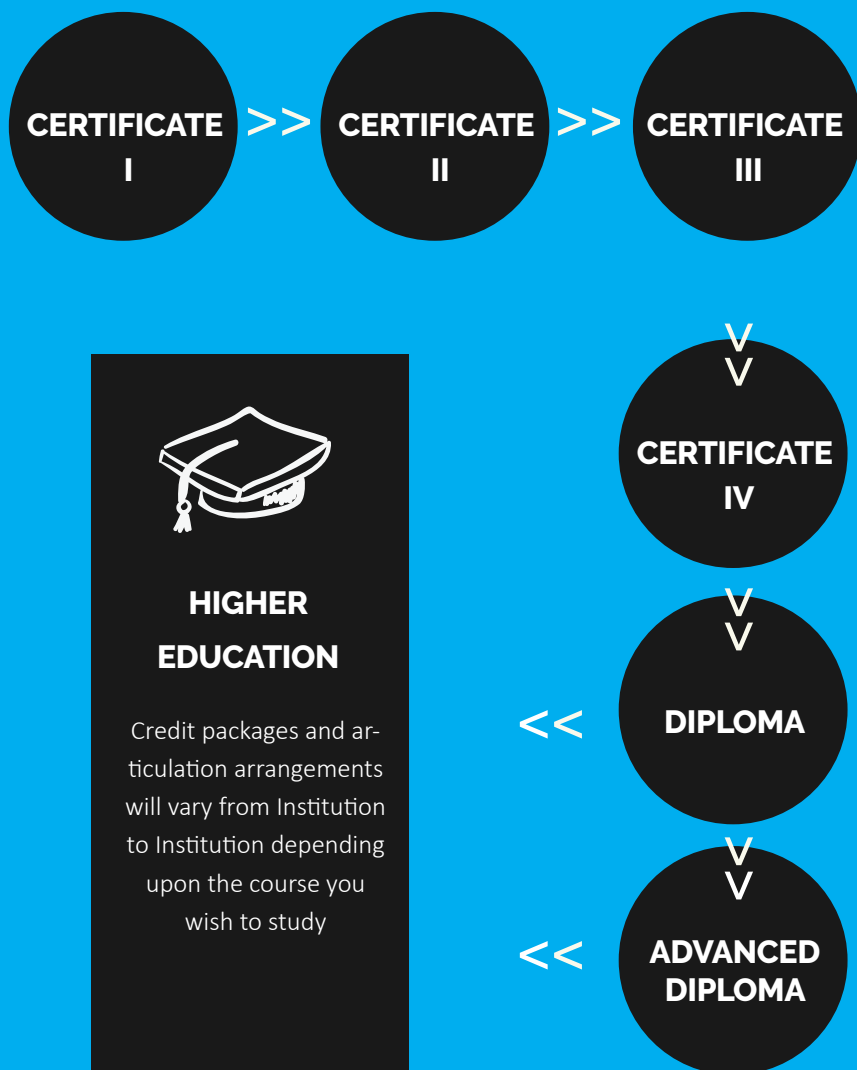 CERTIFICATE
I
>>
CERTIFICATE
II
>>
CERTIFICATE
III
>>
CERTIFICATE
IV
>>
DIPLOMA
<<
>>
ADVANCED
DIPLOMA
<<
HIGHER
EDUCATION
Credit packages and ar-
ticulation arrangements
will vary from Institution
to Institution depending
upon the course you
wish to study